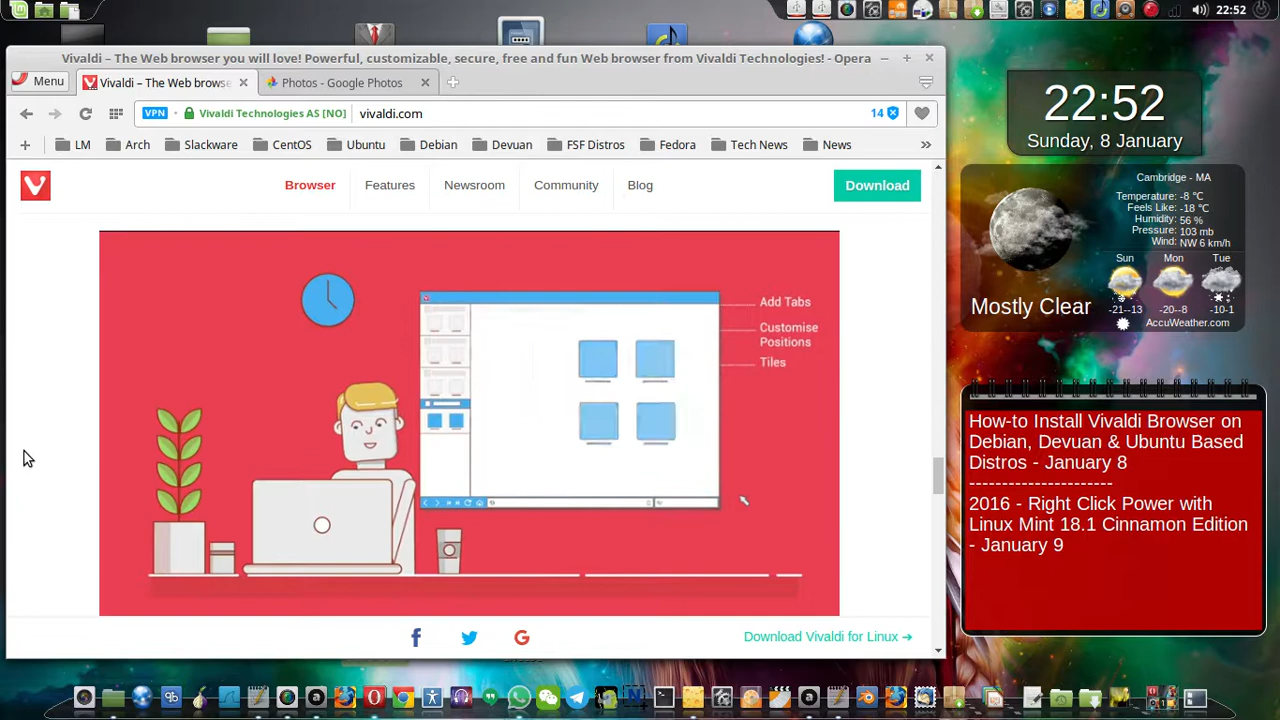 22:52
Vivaldi – The Web browser you will love! Powerful, customizable, secure, free and fun Web browser from Vivaldi Technologies! - Opera
Menu
Vivaldi – The Web browse
Photos - Google Photos
VPN
Vivaldi Technologies AS [NO]
vivaldi.com
14
LM
Arch
Slackware
CentOS
Ubuntu
Debian
Devuan
FSF Distros
Fedora
Tech News
News
Browser
Features
Newsroom
Community
Blog
Download
Add Tabs
Customise
Positions
Tiles
Download Vivaldi for Linux ➔
22:52
Sunday, 8 January
Cambridge - MA
Temperature: -8 ℃
Feels Like: -18 ℃
Humidity: 56 %
Pressure: 103 mb
Wind: NW 6 km/h
Sun Mon Tue
-21--13 -20--8 -10-1
Mostly Clear
AccuWeather.com
How-to Install Vivaldi Browser on
Debian, Devuan & Ubuntu Based
Distros - January 8
----------------------
2016 - Right Click Power with
Linux Mint 18.1 Cinnamon Edition
- January 9